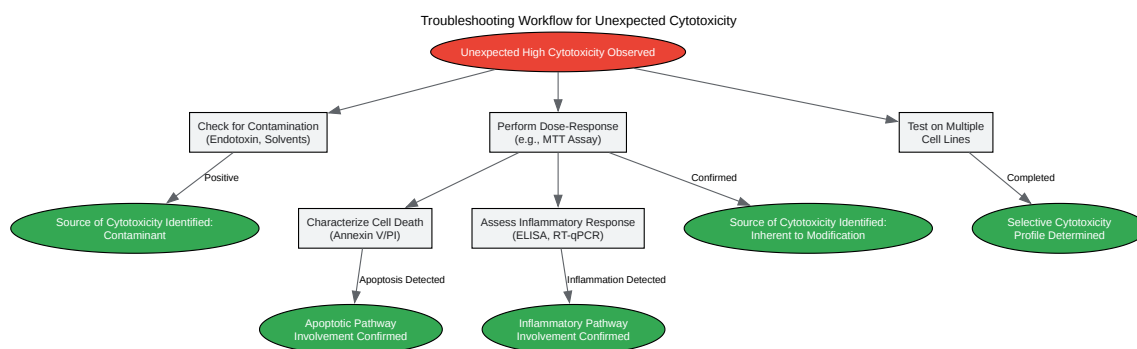 Troubleshooting Workflow for Unexpected Cytotoxicity
Unexpected High Cytotoxicity Observed
Check for Contamination
(Endotoxin, Solvents)
Perform Dose-Response
(e.g., MTT Assay)
Test on Multiple
Cell Lines
Positive
Confirmed
Completed
Source of Cytotoxicity Identified:
Contaminant
Characterize Cell Death
(Annexin V/PI)
Assess Inflammatory Response
(ELISA, RT-qPCR)
Source of Cytotoxicity Identified:
Inherent to Modification
Selective Cytotoxicity
Profile Determined
Apoptosis Detected
Inflammation Detected
Apoptotic Pathway
Involvement Confirmed
Inflammatory Pathway
Involvement Confirmed